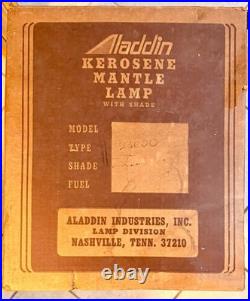 Aladdin
KEROSENE
MANTLE
LAMP
WITH SHADE
MODEL
TYPE
SHADE
FUEL
ALADDIN INDUSTRIES, INC.
LAMP DIVISION
NASHVILLE, TENN. 37210